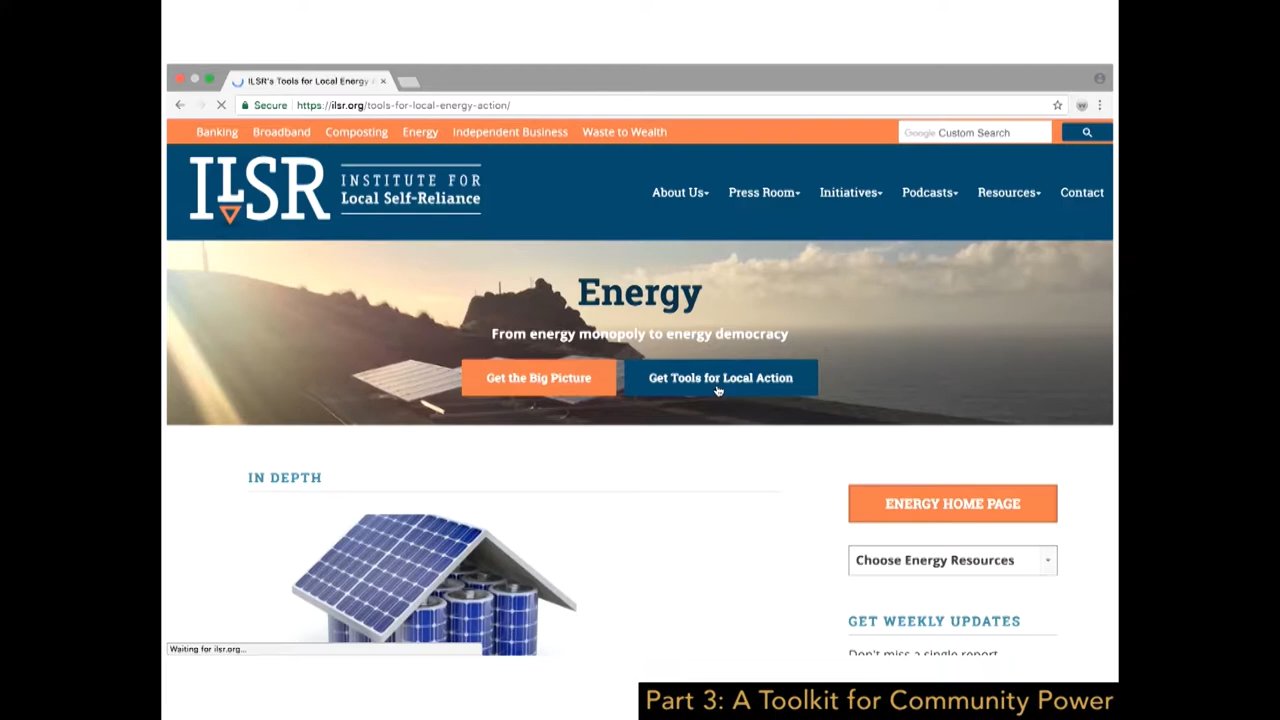 ILSR's Tools for Local Energy
Secure https://ilsr.org/tools-for-local-energy-action/
Banking Broadband Composting Energy Independent Business Waste to Wealth
Google Custom Search
ILSR
INSTITUTE FOR
Local Self-Reliance
About Us Press Room Initiatives Podcasts Resources Contact
Energy
From energy monopoly to energy democracy
Get the Big Picture Get Tools for Local Action
IN DEPTH
ENERGY HOME PAGE
Choose Energy Resources
GET WEEKLY UPDATES
Don't miss a single report
Waiting for ilsr.org...
Part 3: A Toolkit for Community Power